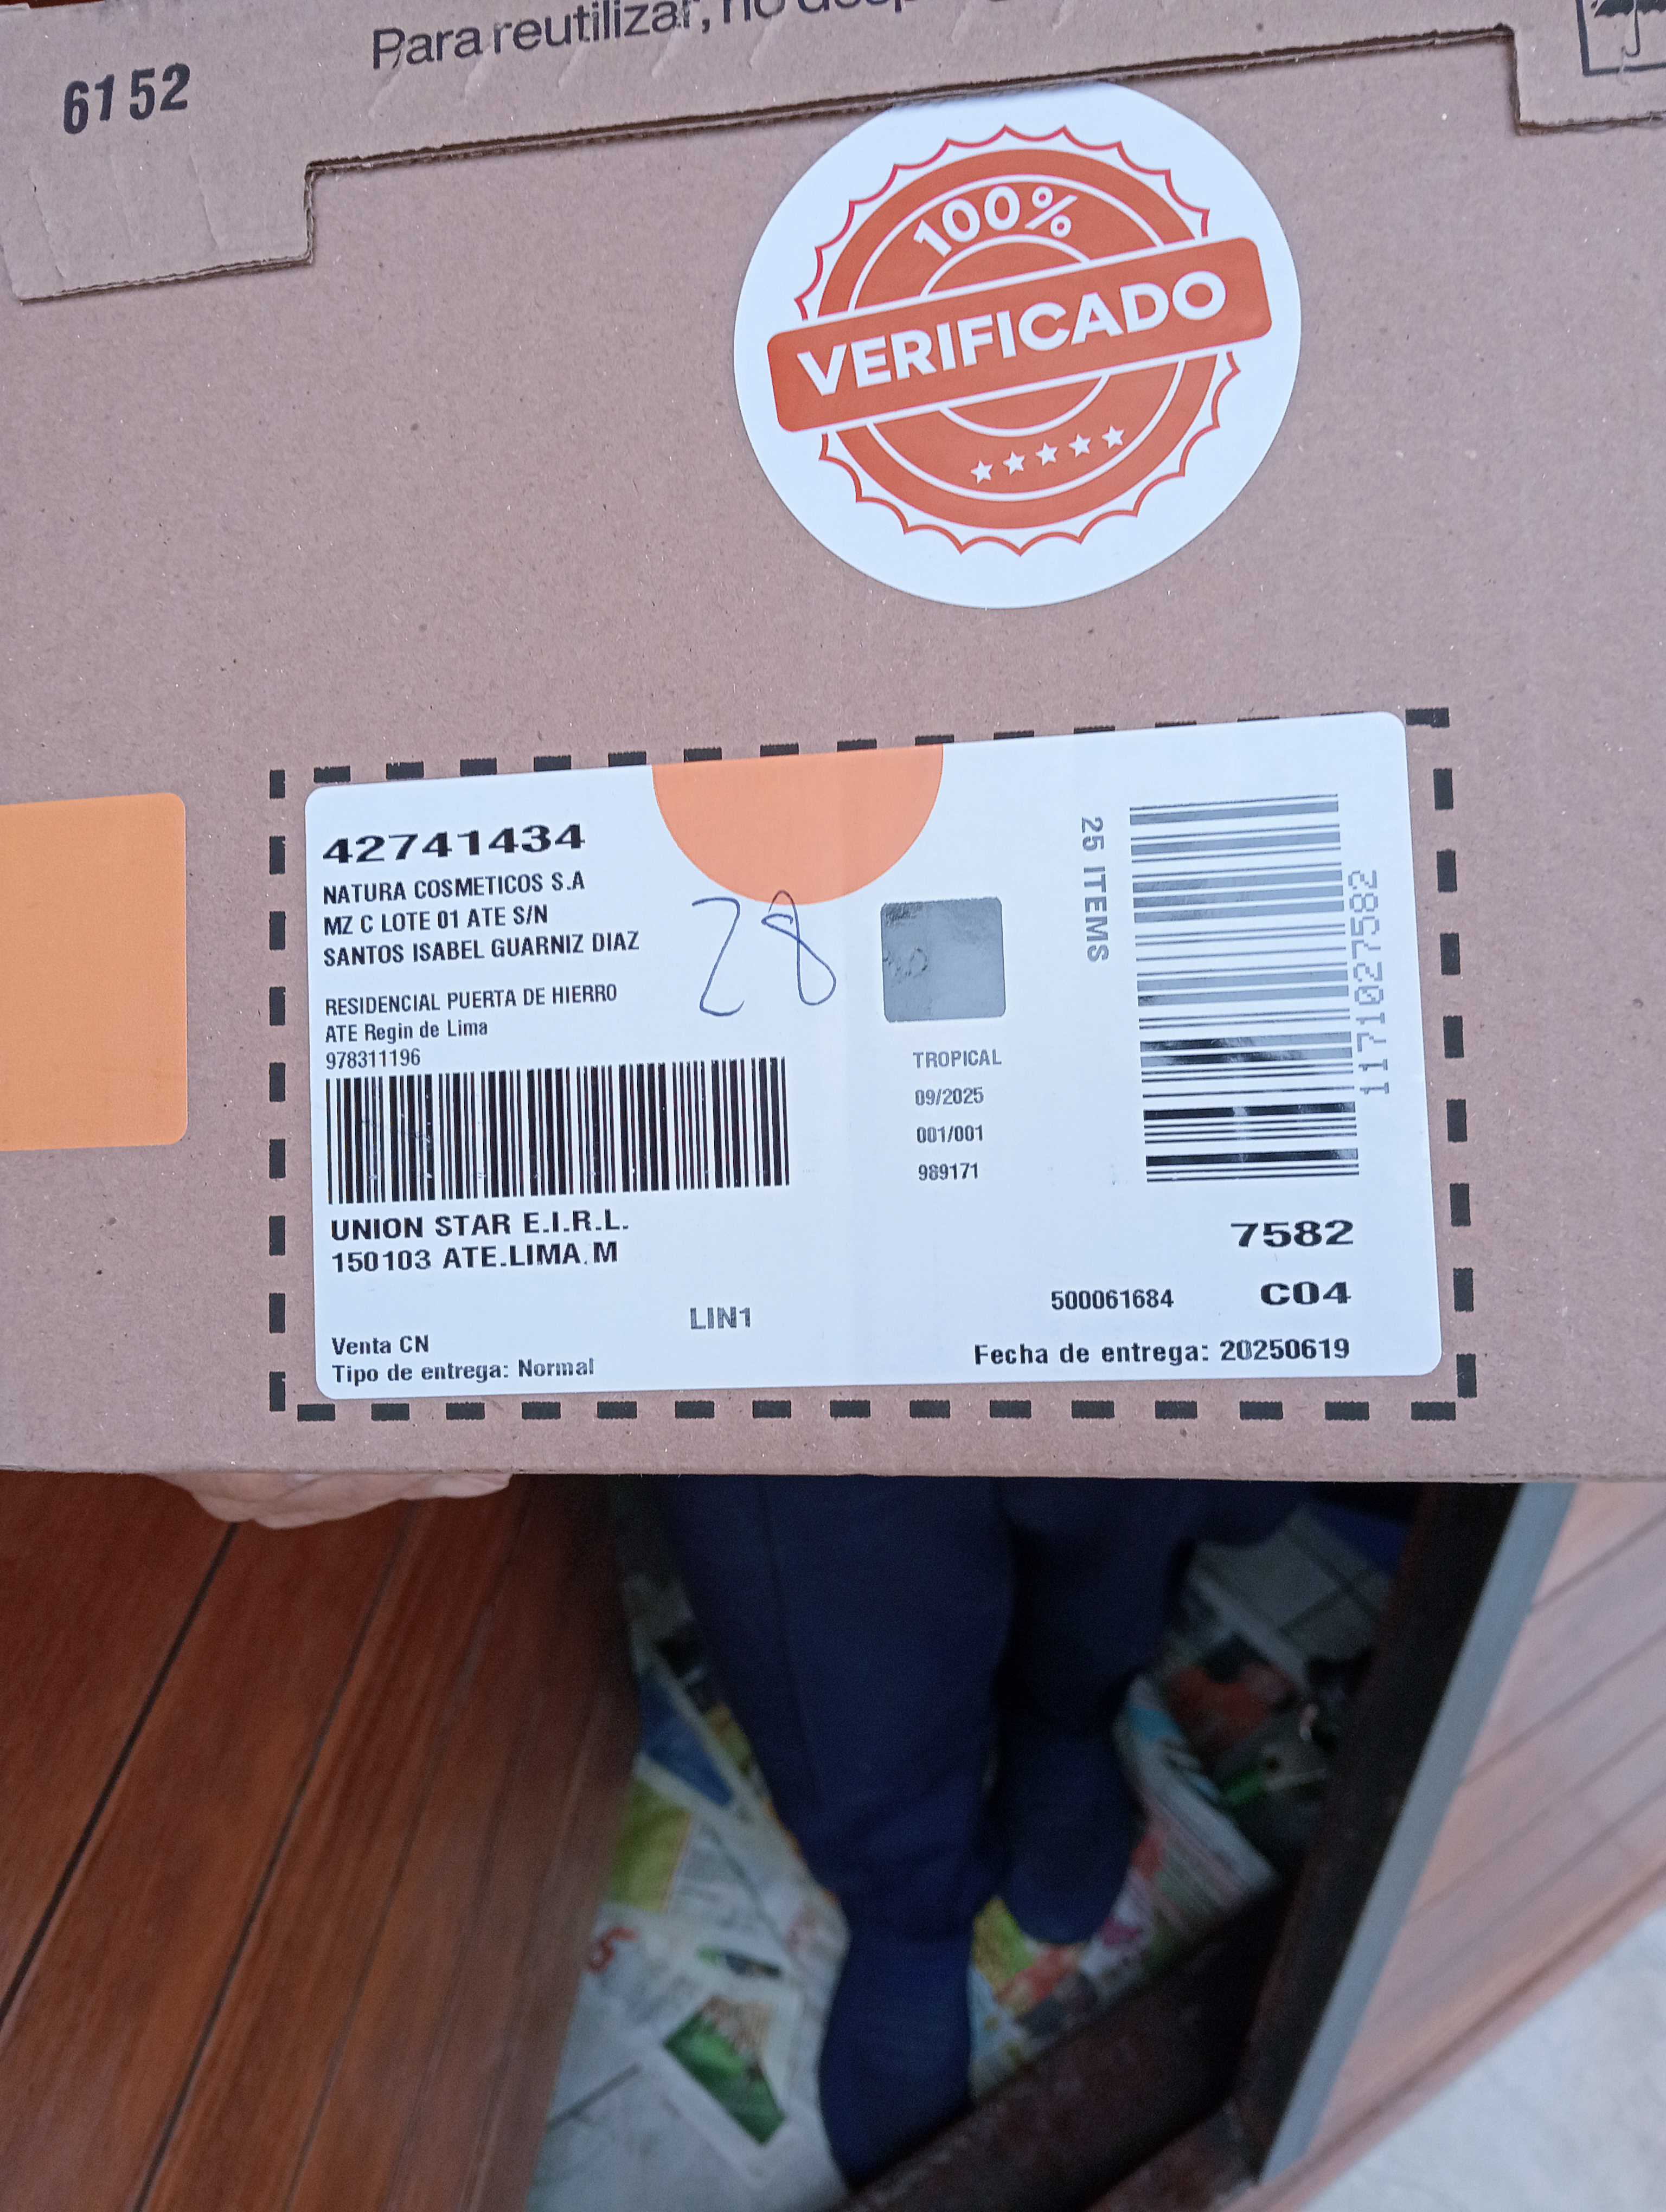 Para reutilizar, no
6152
100%
VERIFICADO
42741434
NATURA COSMETICOS S.A
MZ C LOTE 01 ATE S/N
SANTOS ISABEL GUARNIZ DIAZ
RESIDENCIAL PUERTA DE HIERRO
ATE Regin de Lima
978311196
28
25 ITEMS
1171027582
TROPICAL
09/2025
001/001
989171
UNION STAR E.I.R.L.
150103 ATE.LIMA.M
7582
LIN1
500061684
C04
Venta CN
Tipo de entrega: Normal
Fecha de entrega: 20250619